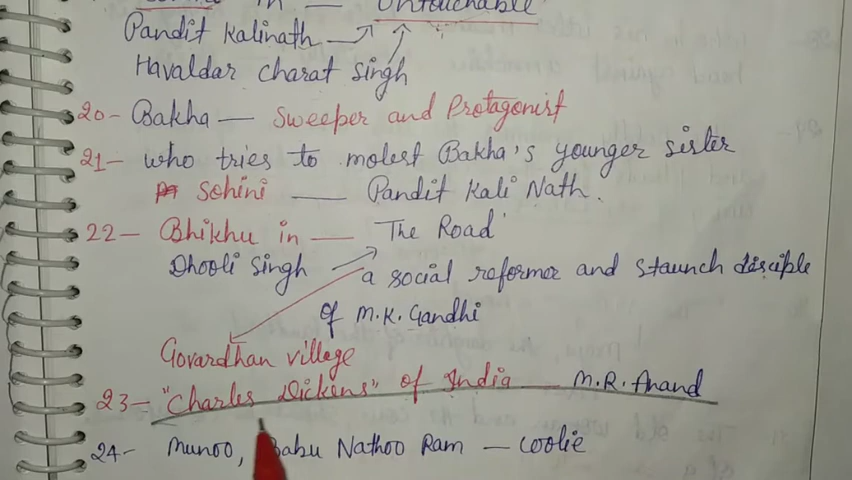 in — Untouchable
Pandit Kalinath
Havaldar Charat Singh
20- Bakha — Sweeper and Protagonist
21- who tries to molest Bakha's younger sister
Sohini — Pandit Kali Nath.
22- Bhikhu in — The Road
Dhooli Singh a social reformer and staunch disciple
of M.K. Gandhi
Govardhan village
23- "Charles Dickens" of India — M.R. Anand
24- Munoo, Babu Nathoo Ram — Coolie